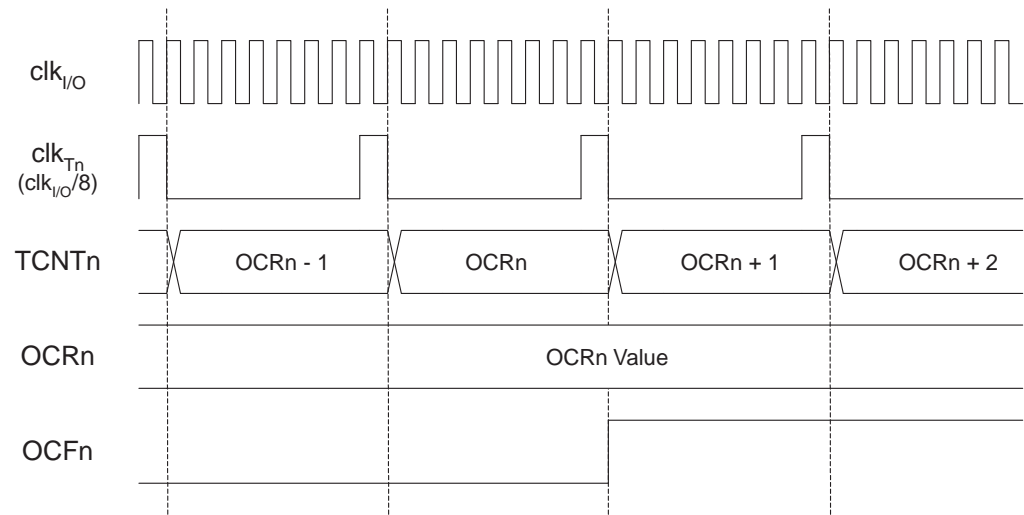 clkI/O
clkTn
(clkI/O/8)
TCNTn
OCRn - 1
OCRn
OCRn + 1
OCRn + 2
OCRn
OCRn Value
OCFn